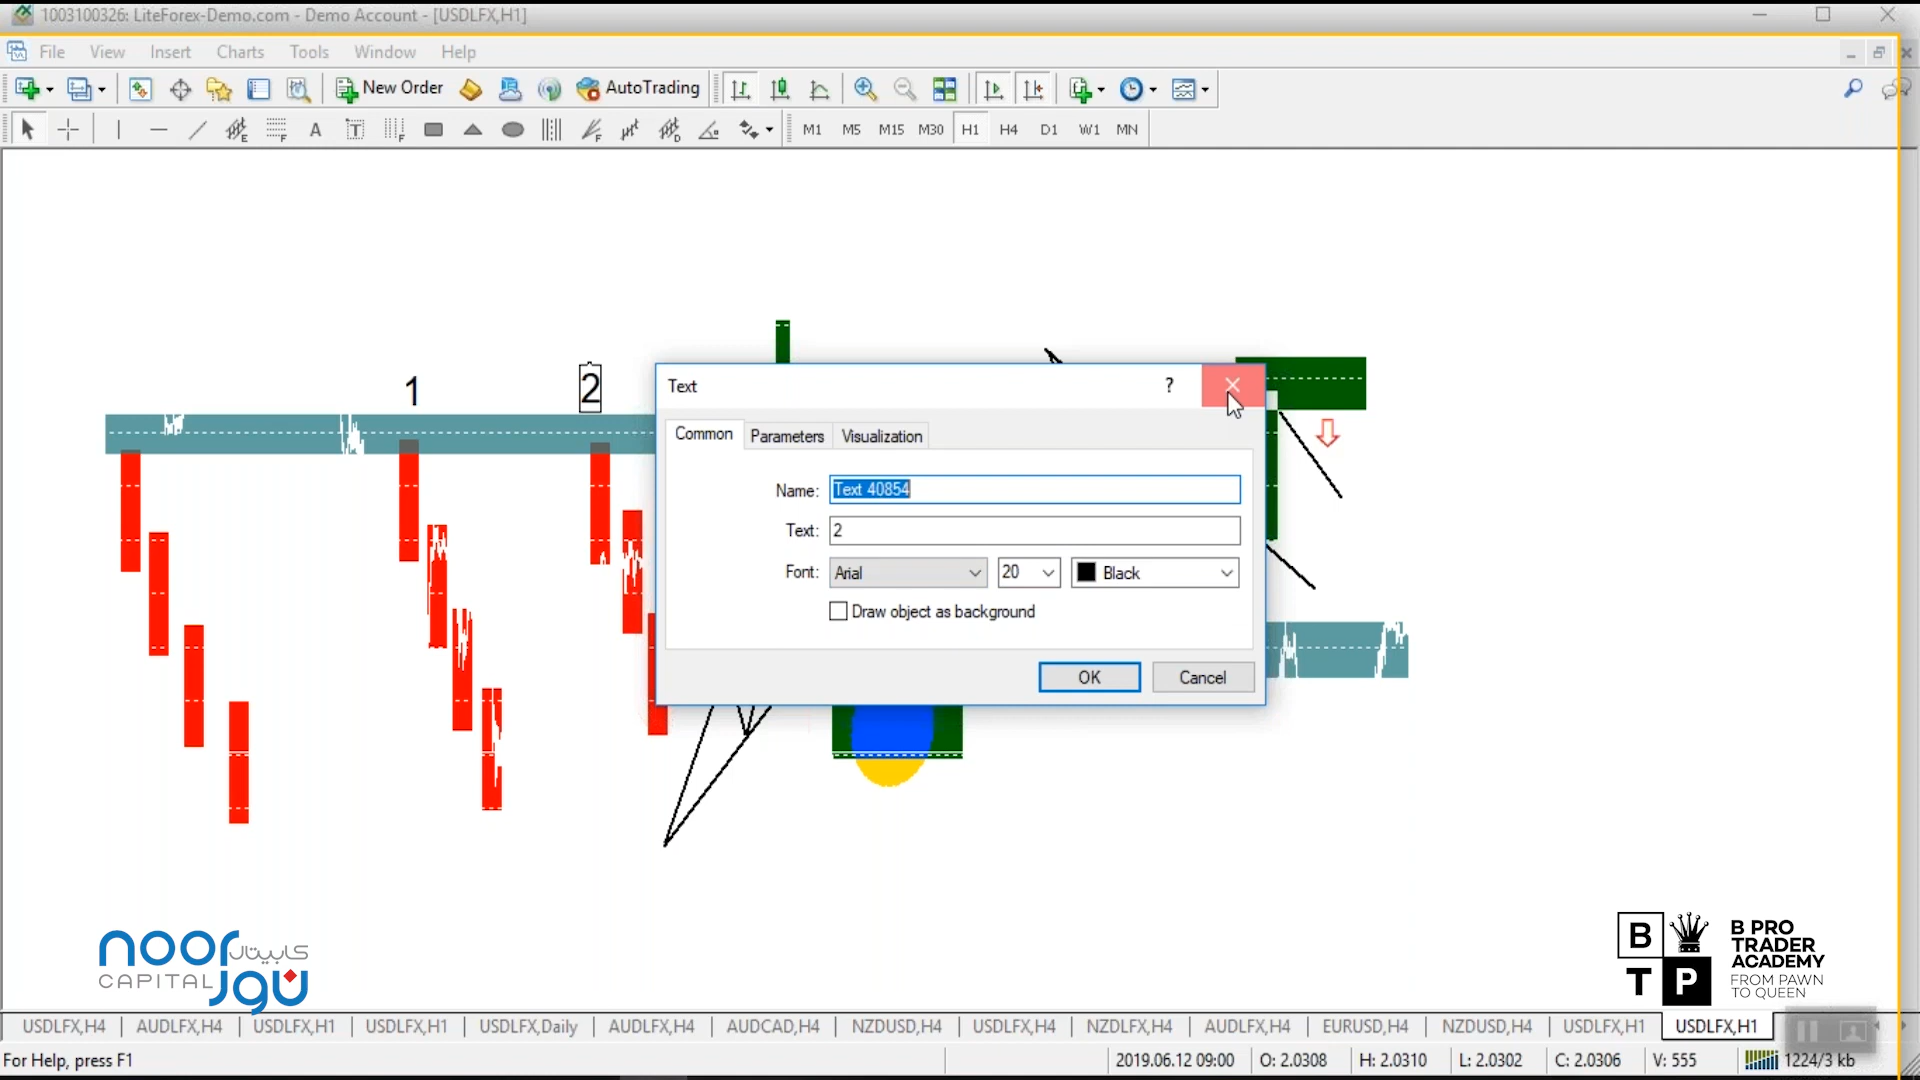 1003100326: LiteForex-Demo.com - Demo Account - [USDLFX,H1]
File View Insert Charts Tools Window Help
New Order AutoTrading
A T E F F D M1 M5 M15 M30 H1 H4 D1 W1 MN
1 2
Text ?
Common Parameters Visualization
Name: Text 40854
Text: 2
Font: Arial 20 Black
Draw object as background
OK Cancel
noor كابيتال
CAPITAL نور
B B PRO
TRADER
ACADEMY
T P FROM PAWN
TO QUEEN
USDLFX,H4 AUDLFX,H4 USDLFX,H1 USDLFX,H1 USDLFX,Daily AUDLFX,H4 AUDCAD,H4 NZDUSD,H4 USDLFX,H4 NZDLFX,H4 AUDLFX,H4 EURUSD,H4 NZDUSD,H4 USDLFX,H1 USDLFX,H1
For Help, press F1 2019.06.12 09:00 O: 2.0308 H: 2.0310 L: 2.0302 C: 2.0306 V: 555 1224/3 kb